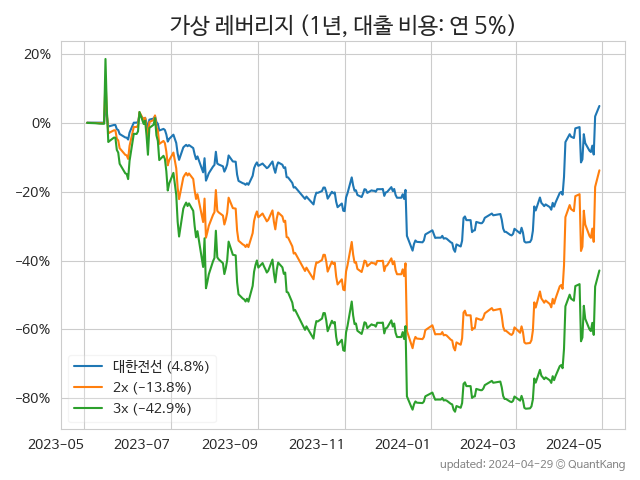 가상 레버리지 (1년, 대출 비용: 연 5%)
20%
0%
−20%
−40%
−60%
−80%
대한전선 (4.8%)
2x (−13.8%)
3x (−42.9%)
2023-05 2023-07 2023-09 2023-11 2024-01 2024-03 2024-05
updated: 2024-04-29 © QuantKang